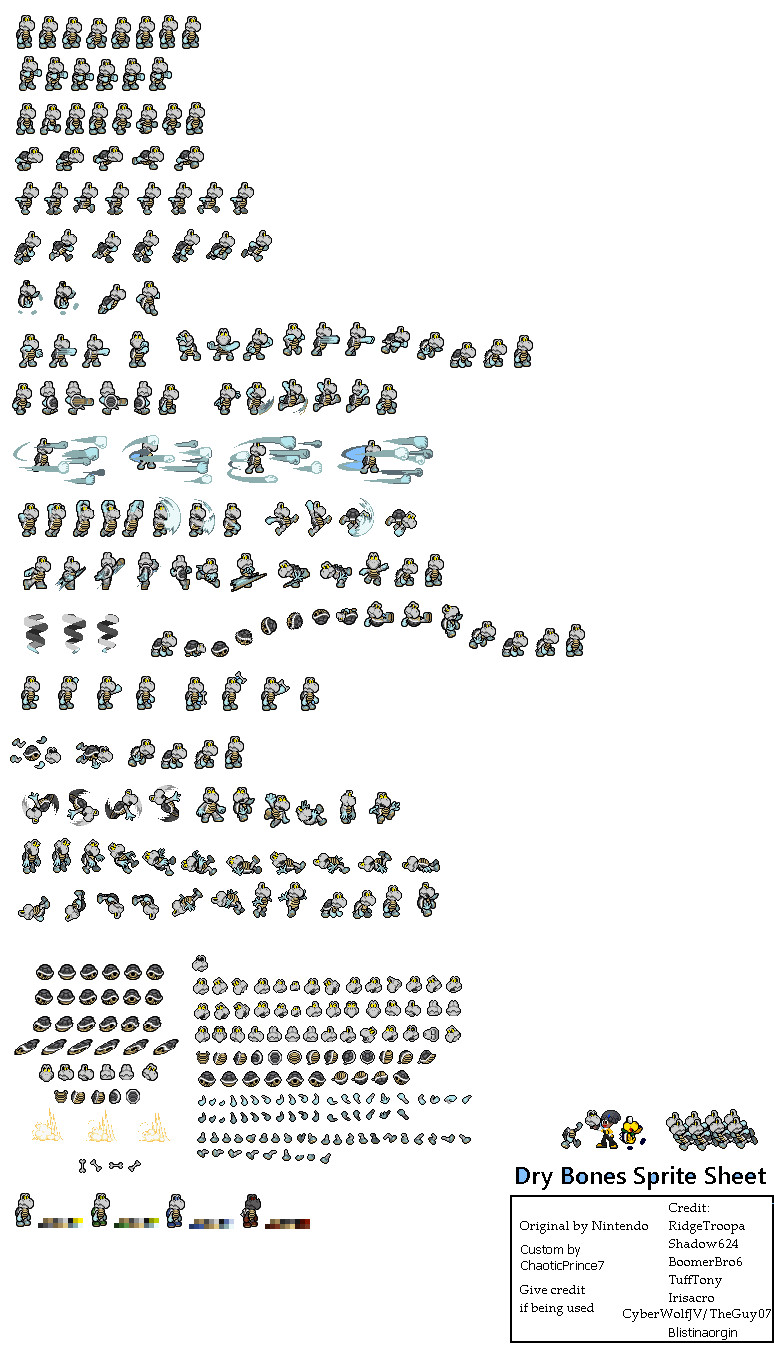 Dry Bones Sprite Sheet
Original by Nintendo
Custom by
ChaoticPrince7
Give credit
if being used
Credit:
RidgeTroopa
Shadow624
BoomerBro6
TuffTony
Irisacro
CyberWolfJV/TheGuy07
Blistinaorgin